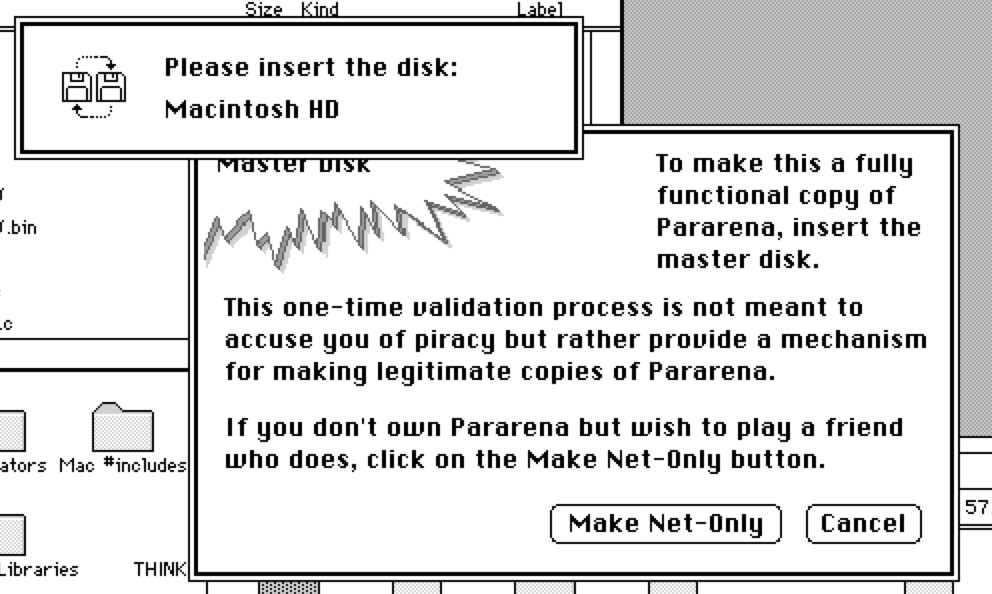 Size Kind Label
Please insert the disk:
Macintosh HD
Master Disk
To make this a fully
functional copy of
Pararena, insert the
master disk.
.bin
This one-time validation process is not meant to
accuse you of piracy but rather provide a mechanism
for making legitimate copies of Pararena.
If you don't own Pararena but wish to play a friend
who does, click on the Make Net-Only button.
ators Mac #includes
Make Net-Only Cancel
57
Libraries THINK